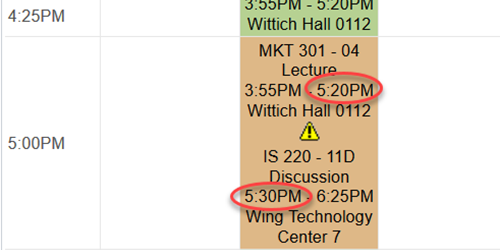 4:25PM
3:55PM - 5:20PM
Wittich Hall 0112
5:00PM
MKT 301 - 04
Lecture
3:55PM - 5:20PM
Wittich Hall 0112
IS 220 - 11D
Discussion
5:30PM - 6:25PM
Wing Technology
Center 7